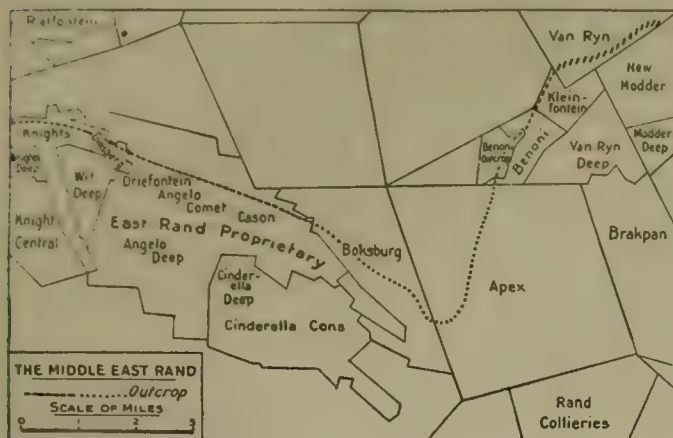 Rietfontein
Van Ryn
New
Modder
Klein-
fontein
Knights
Benoni
Outcrop
Benoni
Modder
Deep
Van Ryn
Deep
Knights
Deep
Wit
Deep
Driefontein
Angelo
Comet
Cason
Knight
Central
East Rand Proprietary
Angelo
Deep
Boksburg
Brakpan
Cinder-
ella
Deep
Apex
Cinderella Cons
THE MIDDLE EAST RAND
Outcrop
SCALE OF MILES
0 1 2 3
Rand
Collieries